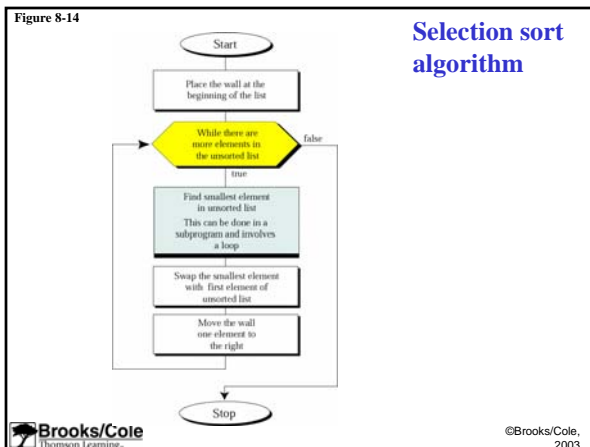 Figure 8-14
Selection sort
algorithm
Start
Place the wall at the
beginning of the list
While there are
more elements in
the unsorted list
false
true
Find smallest element
in unsorted list
This can be done in a
subprogram and involves
a loop
Swap the smallest element
with first element of
unsorted list
Move the wall
one element to
the right
Stop
Brooks/Cole
Thomson Learning™
©Brooks/Cole,
2003